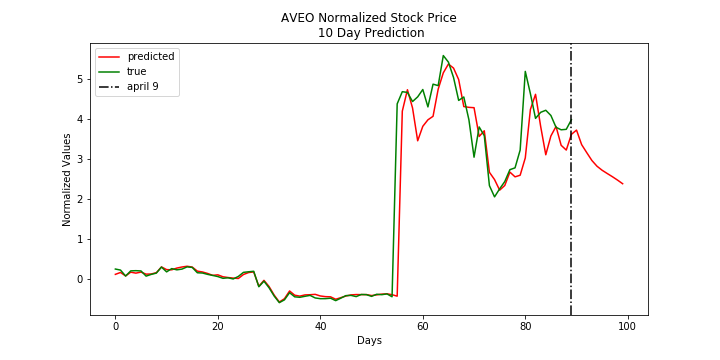 AVEO Normalized Stock Price
10 Day Prediction
predicted
true
april 9
Normalized Values
5
4
3
2
1
0
0 20 40 60 80 100
Days